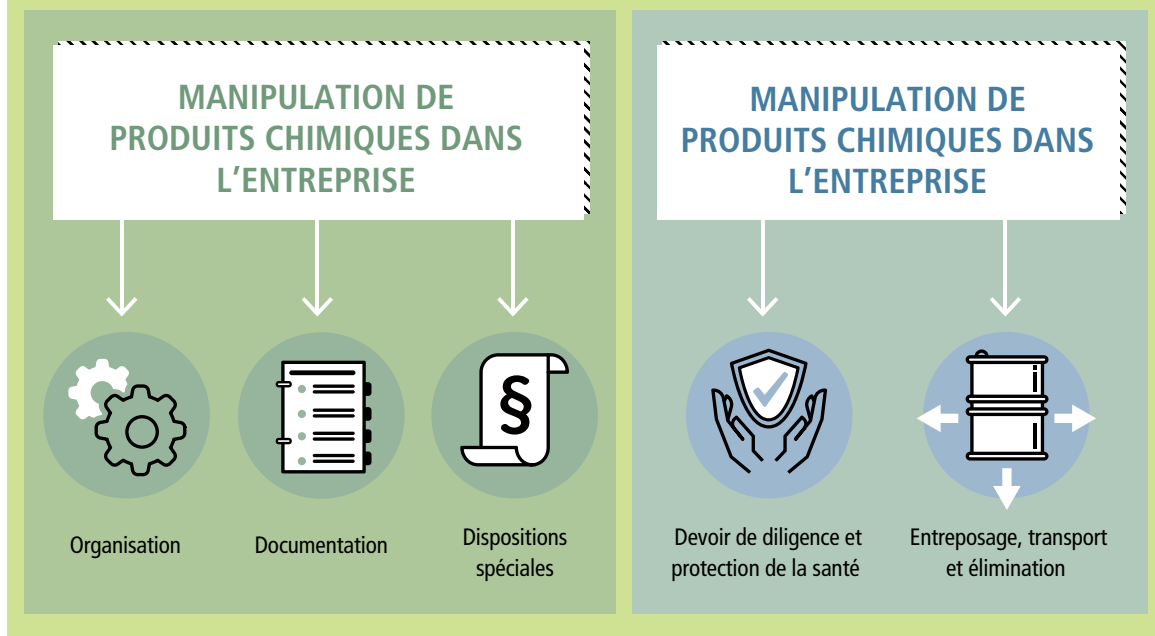 MANIPULATION DE
PRODUITS CHIMIQUES DANS
L’ENTREPRISE
§
Organisation
Documentation
Dispositions
spéciales
MANIPULATION DE
PRODUITS CHIMIQUES DANS
L’ENTREPRISE
Devoir de diligence et
protection de la santé
Entreposage, transport
et élimination